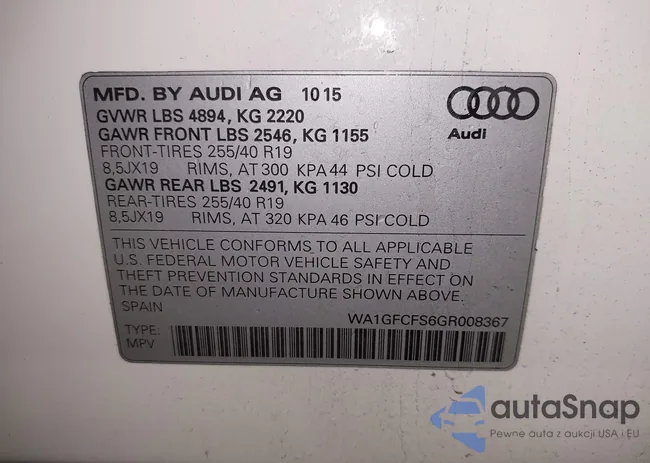 MFD. BY AUDI AG 10 15
GVWR LBS 4894, KG 2220
GAWR FRONT LBS 2546, KG 1155
FRONT-TIRES 255/40 R19
8,5JX19 RIMS, AT 300 KPA 44 PSI COLD
GAWR REAR LBS 2491, KG 1130
REAR-TIRES 255/40 R19
8,5JX19 RIMS, AT 320 KPA 46 PSI COLD
Audi
THIS VEHICLE CONFORMS TO ALL APPLICABLE
U.S. FEDERAL MOTOR VEHICLE SAFETY AND
THEFT PREVENTION STANDARDS IN EFFECT ON
THE DATE OF MANUFACTURE SHOWN ABOVE.
SPAIN
WA1GFCFS6GR008367
TYPE:
MPV
autaSnap
Pewne auta z aukcji USA i EU